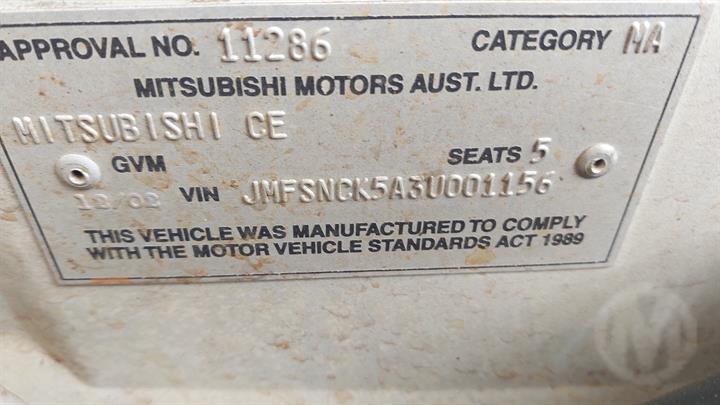 APPROVAL NO. 11286 CATEGORY MA
MITSUBISHI MOTORS AUST. LTD.
MITSUBISHI CE
GVM SEATS 5
12/02 VIN JMFSNCK5A3U001156
THIS VEHICLE WAS MANUFACTURED TO COMPLY
WITH THE MOTOR VEHICLE STANDARDS ACT 1989
M